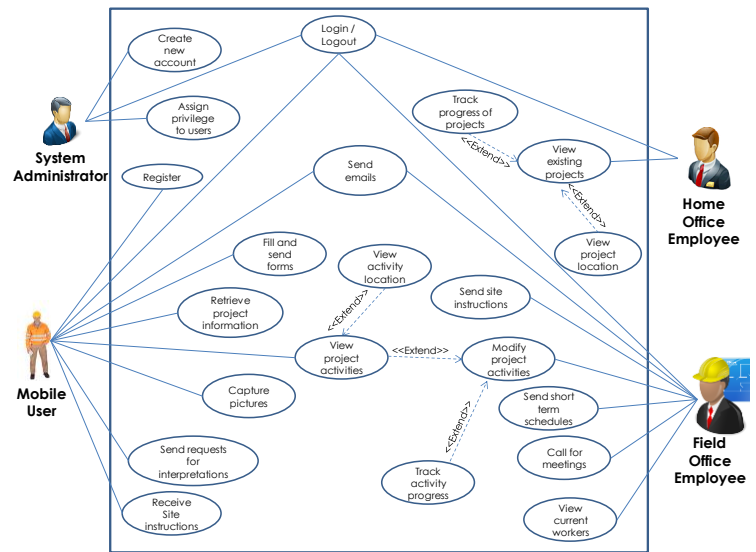 Create
new
account
Login /
Logout
Assign
privilege
to users
System
Administrator
Track
progress of
projects
<<Extend>>
View
existing
projects
<<Extend>>
View
project
location
Home
Office
Employee
Register
Send
emails
Fill and
send
forms
View
activity
location
Send site
instructions
Retrieve
project
information
<<Extend>>
View
project
activities
<<Extend>>
Modify
project
activities
Mobile
User
Capture
pictures
Send short
term
schedules
<<Extend>>
Call for
meetings
Field
Office
Employee
Send requests
for
interpretations
Track
activity
progress
Receive
Site
instructions
View
current
workers